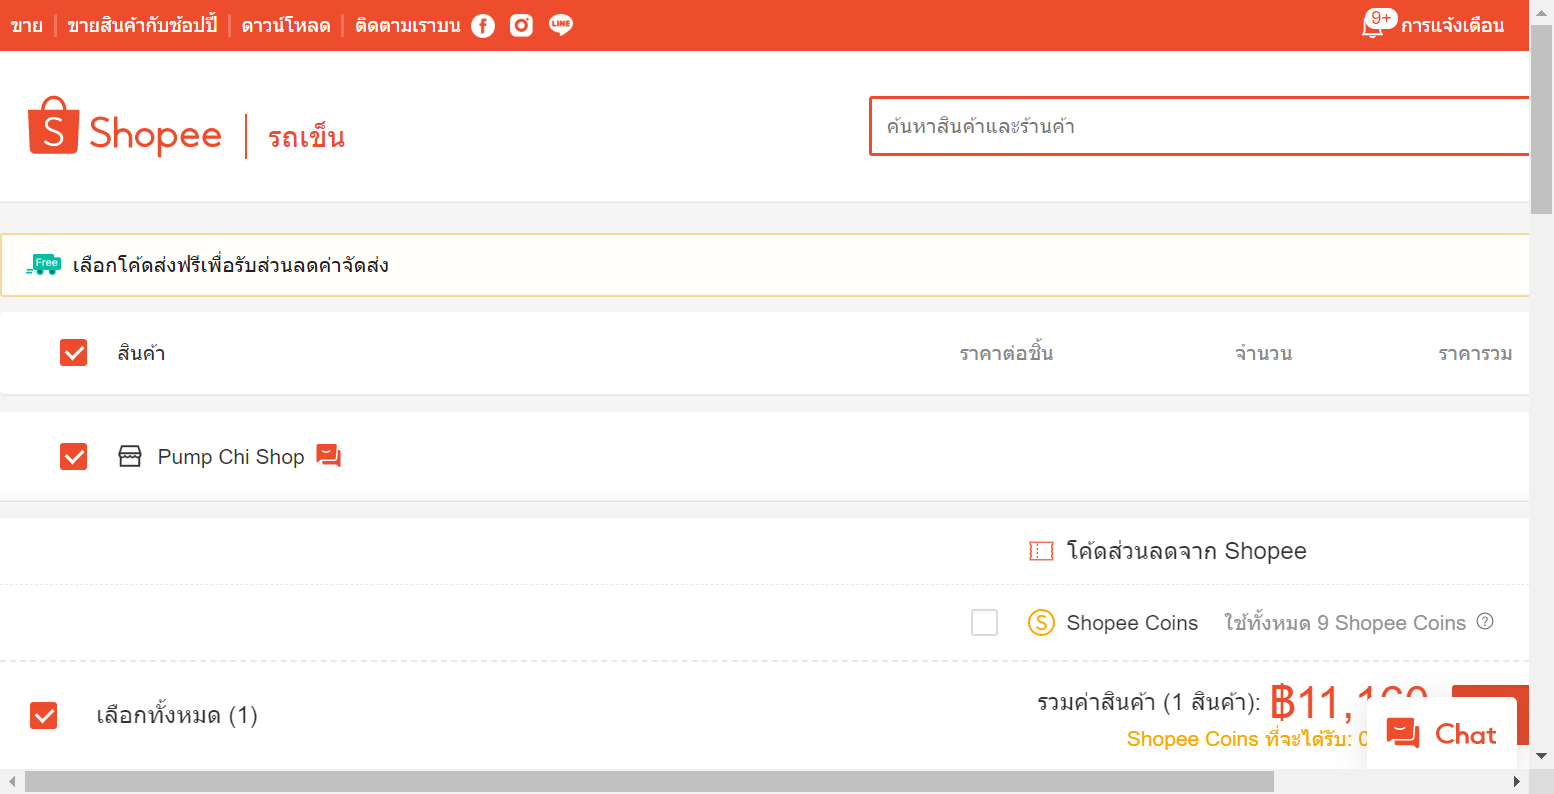 ขาย ขายสินค้ากับช้อปปี้ ดาวน์โหลด ติดตามเราบน LINE 9+ การแจ้งเตือน
S Shopee รถเข็น ค้นหาสินค้าและร้านค้า
Free เลือกโค้ดส่งฟรีเพื่อรับส่วนลดค่าจัดส่ง
สินค้า ราคาต่อชิ้น จำนวน ราคารวม
Pump Chi Shop
โค้ดส่วนลดจาก Shopee
S Shopee Coins ใช้ทั้งหมด 9 Shopee Coins ?
เลือกทั้งหมด (1) รวมค่าสินค้า (1 สินค้า): ฿11,160
Shopee Coins ที่จะได้รับ: 0
Chat